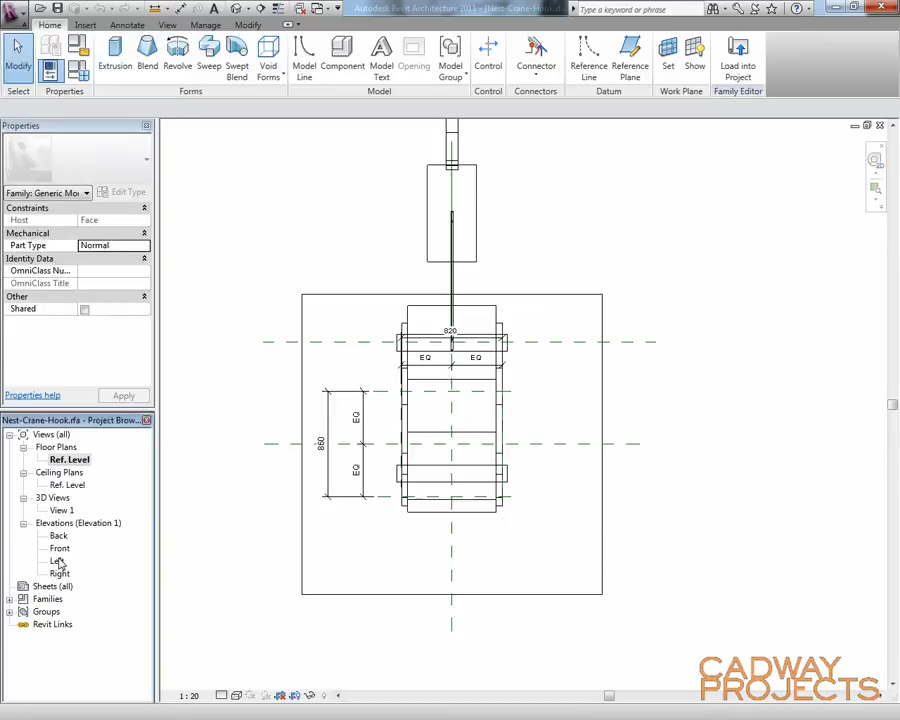 Autodesk Revit Architecture 2011 - [Nest-Crane-Hook.rf...
Type a keyword or phrase
Home Insert Annotate View Manage Modify
Modify Extrusion Blend Revolve Sweep Swept Blend Void Forms Model Line Component Model Text Opening Model Group Control Connector Reference Line Reference Plane Set Show Load into Project
Select Properties Forms Model Control Connectors Datum Work Plane Family Editor
Properties
Family: Generic Mo Edit Type
Constraints
Host Face
Mechanical
Part Type Normal
Identity Data
OmniClass Nu...
OmniClass Title
Other
Shared
Properties help Apply
Nest-Crane-Hook.rfa - Project Brow...
Views (all)
Floor Plans
Ref. Level
Ceiling Plans
Ref. Level
3D Views
View 1
Elevations (Elevation 1)
Back
Front
Left
Right
Sheets (all)
Families
Groups
Revit Links
820
EQ EQ
EQ
860
EQ
1 : 20
CADWAY
PROJECTS